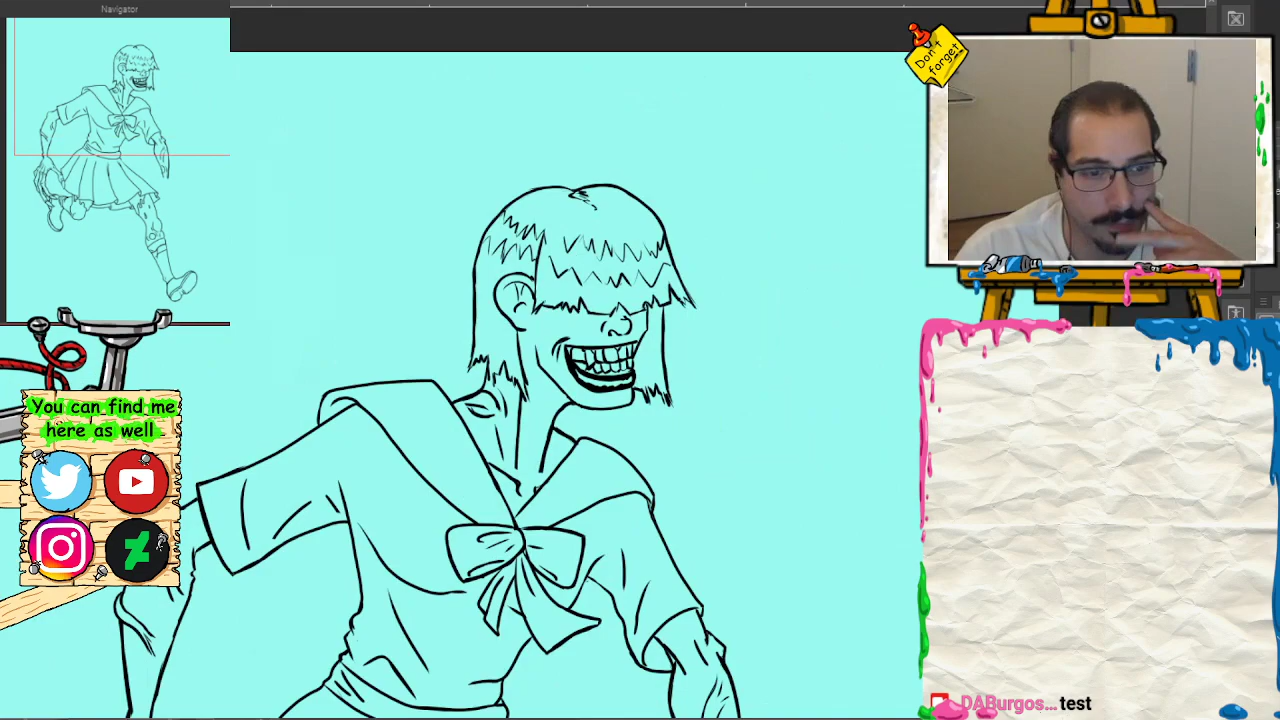 Navigator
Don't
forget
You can find me
here as well
DABurgos... test